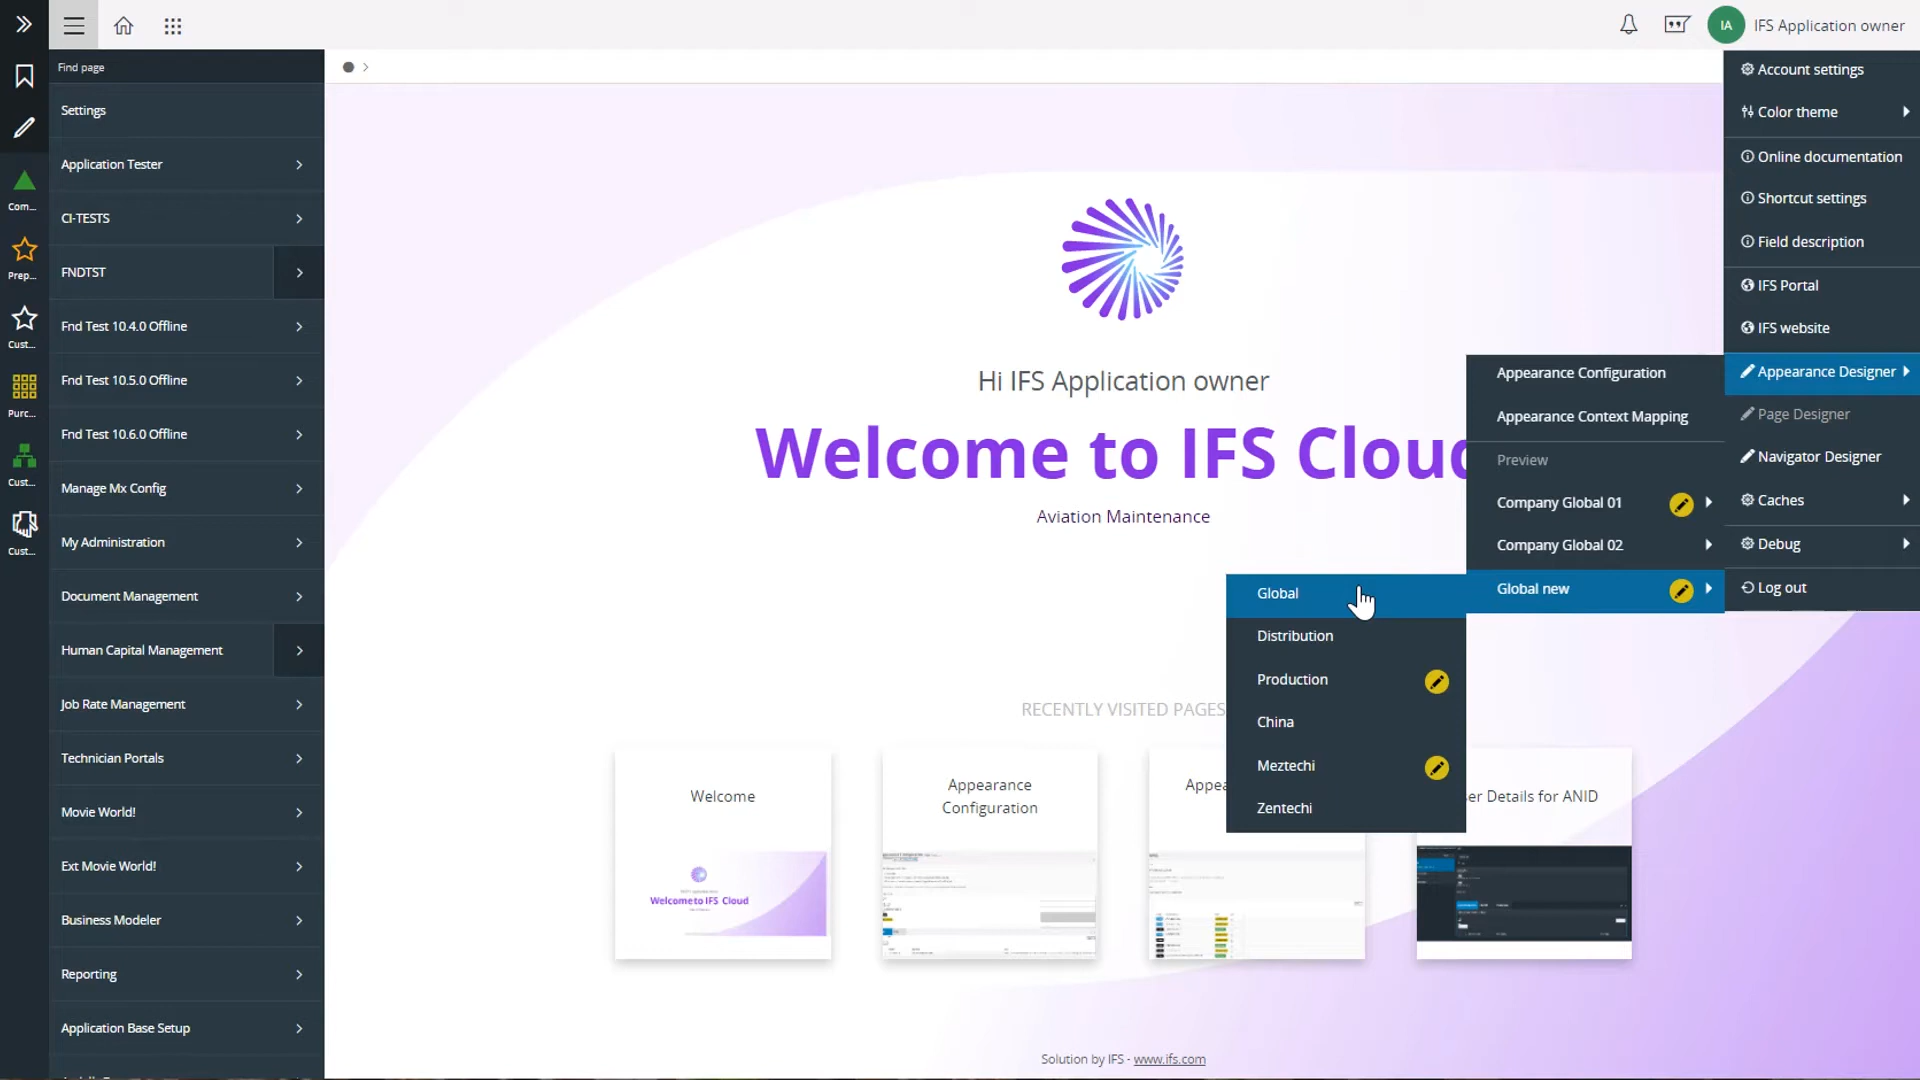 IA
IFS Application owner
Find page
Settings
Application Tester
CI-TESTS
FNDTST
Fnd Test 10.4.0 Offline
Fnd Test 10.5.0 Offline
Fnd Test 10.6.0 Offline
Manage Mx Config
My Administration
Document Management
Human Capital Management
Job Rate Management
Technician Portals
Movie World!
Ext Movie World!
Business Modeler
Reporting
Application Base Setup
Com...
Prep...
Cust...
Purc...
Cust...
Cust...
Hi IFS Application owner
Welcome to IFS Cloud
Aviation Maintenance
RECENTLY VISITED PAGES
Welcome
Welcome to IFS Cloud
Appearance
Configuration
Appea
ser Details for ANID
Solution by IFS - www.ifs.com
Account settings
Color theme
Online documentation
Shortcut settings
Field description
IFS Portal
IFS website
Appearance Designer
Page Designer
Navigator Designer
Caches
Debug
Log out
Appearance Configuration
Appearance Context Mapping
Preview
Company Global 01
Company Global 02
Global new
Global
Distribution
Production
China
Meztechi
Zentechi